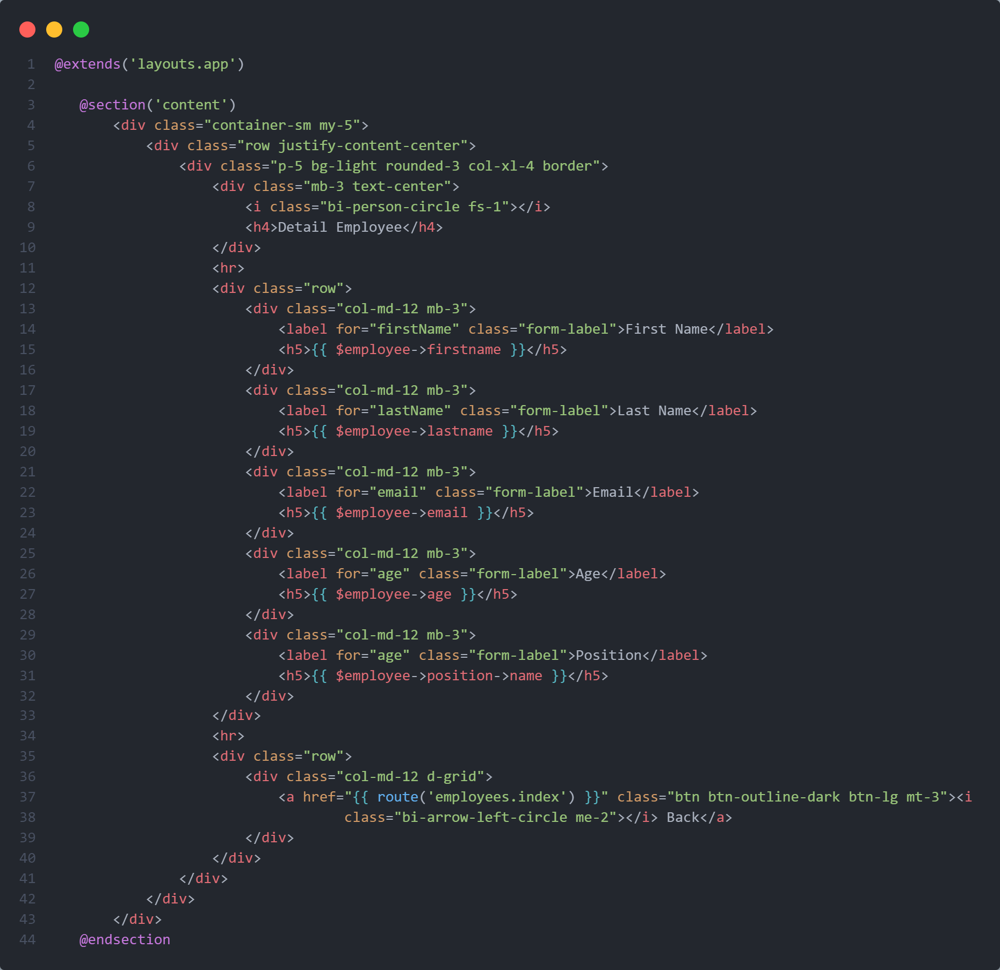 1 @extends('layouts.app')
2
3 @section('content')
4 <div class="container-sm my-5">
5 <div class="row justify-content-center">
6 <div class="p-5 bg-light rounded-3 col-xl-4 border">
7 <div class="mb-3 text-center">
8 <i class="bi-person-circle fs-1"></i>
9 <h4>Detail Employee</h4>
10 </div>
11 <hr>
12 <div class="row">
13 <div class="col-md-12 mb-3">
14 <label for="firstName" class="form-label">First Name</label>
15 <h5>{{ $employee->firstname }}</h5>
16 </div>
17 <div class="col-md-12 mb-3">
18 <label for="lastName" class="form-label">Last Name</label>
19 <h5>{{ $employee->lastname }}</h5>
20 </div>
21 <div class="col-md-12 mb-3">
22 <label for="email" class="form-label">Email</label>
23 <h5>{{ $employee->email }}</h5>
24 </div>
25 <div class="col-md-12 mb-3">
26 <label for="age" class="form-label">Age</label>
27 <h5>{{ $employee->age }}</h5>
28 </div>
29 <div class="col-md-12 mb-3">
30 <label for="age" class="form-label">Position</label>
31 <h5>{{ $employee->position->name }}</h5>
32 </div>
33 </div>
34 <hr>
35 <div class="row">
36 <div class="col-md-12 d-grid">
37 <a href="{{ route('employees.index') }}" class="btn btn-outline-dark btn-lg mt-3"><i
38 class="bi-arrow-left-circle me-2"></i> Back</a>
39 </div>
40 </div>
41 </div>
42 </div>
43 </div>
44 @endsection